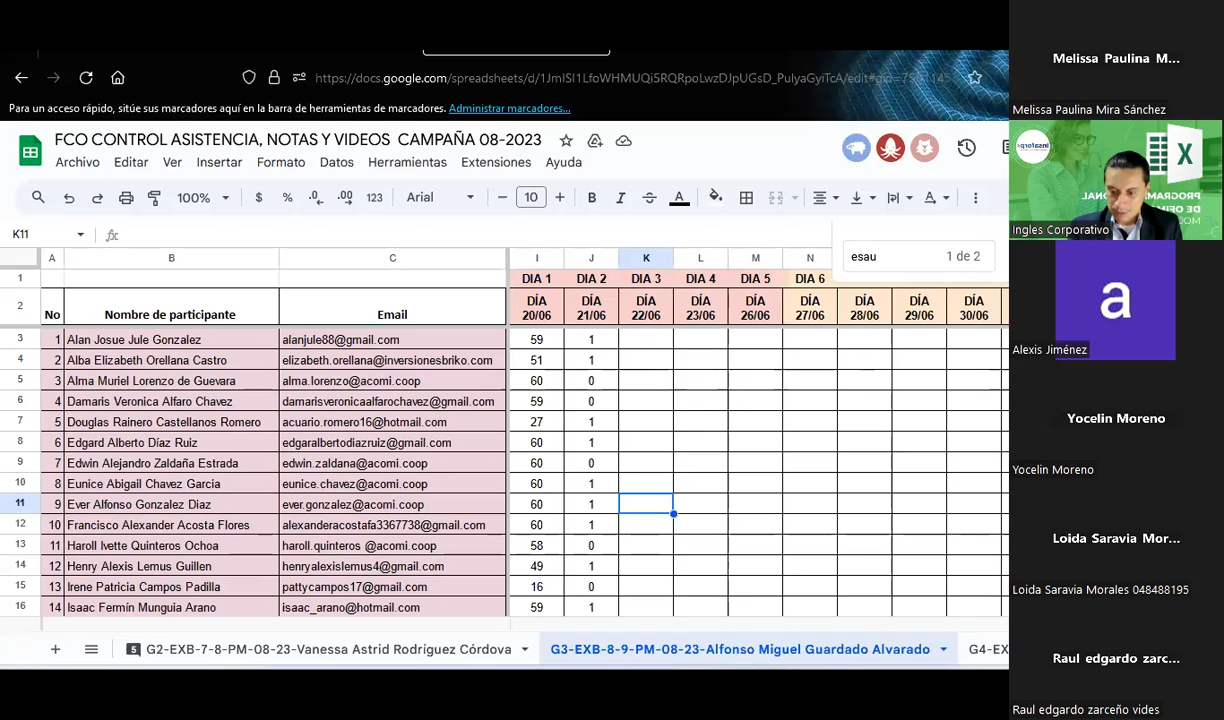 https://docs.google.com/spreadsheets/d/1JmISI1LfoWHMUQi5RQRpoLwzDJpUGsD_PulyaGyiTcA/edit#gid=
Para un acceso rápido, sitúe sus marcadores aquí en la barra de herramientas de marcadores. Administrar marcadores...
FCO CONTROL ASISTENCIA, NOTAS Y VIDEOS CAMPAÑA 08-2023
Archivo Editar Ver Insertar Formato Datos Herramientas Extensiones Ayuda
100% $ % .0 .00 123 Arial 10 B I S A
K11 fx
esau 1 de 2
A B C I J K L M N
1 DIA 1 DIA 2 DIA 3 DIA 4 DIA 5 DIA 6
DÍA DÍA DÍA DÍA DÍA DÍA DÍA DÍA DÍA
2 No Nombre de participante Email 20/06 21/06 22/06 23/06 26/06 27/06 28/06 29/06 30/06
3 1 Alan Josue Jule Gonzalez alanjule88@gmail.com 59 1
4 2 Alba Elizabeth Orellana Castro elizabeth.orellana@inversionesbriko.com 51 1
5 3 Alma Muriel Lorenzo de Guevara alma.lorenzo@acomi.coop 60 0
6 4 Damaris Veronica Alfaro Chavez damarisveronicaalfarochavez@gmail.com 59 0
7 5 Douglas Rainero Castellanos Romero acuario.romero16@hotmail.com 27 1
8 6 Edgard Alberto Díaz Ruiz edgaralbertodiazruiz@gmail.com 60 1
9 7 Edwin Alejandro Zaldaña Estrada edwin.zaldana@acomi.coop 60 0
10 8 Eunice Abigail Chavez Garcia eunice.chavez@acomi.coop 60 1
11 9 Ever Alfonso Gonzalez Diaz ever.gonzalez@acomi.coop 60 1
12 10 Francisco Alexander Acosta Flores alexanderacostafa3367738@gmail.com 60 1
13 11 Haroll Ivette Quinteros Ochoa haroll.quinteros @acomi.coop 58 0
14 12 Henry Alexis Lemus Guillen henryalexislemus4@gmail.com 49 1
15 13 Irene Patricia Campos Padilla pattycampos17@gmail.com 16 0
16 14 Isaac Fermín Munguia Arano isaac_arano@hotmail.com 59 1
5 G2-EXB-7-8-PM-08-23-Vanessa Astrid Rodríguez Córdova G3-EXB-8-9-PM-08-23-Alfonso Miguel Guardado Alvarado G4-EX
Melissa Paulina M...
Melissa Paulina Mira Sánchez
X
Ingles Corporativo
a
Alexis Jiménez
Yocelin Moreno
Yocelin Moreno
Loida Saravia Mor...
Loida Saravia Morales 048488195
Raul edgardo zarc...
Raul edgardo zarceño vides